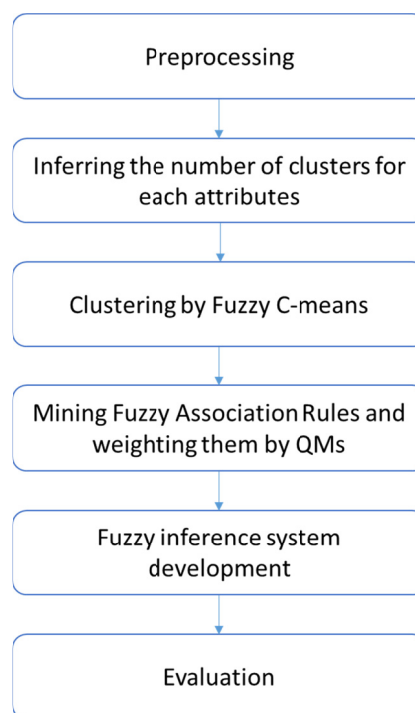 Preprocessing
Inferring the number of clusters for
each attributes
Clustering by Fuzzy C-means
Mining Fuzzy Association Rules and
weighting them by QMs
Fuzzy inference system
development
Evaluation